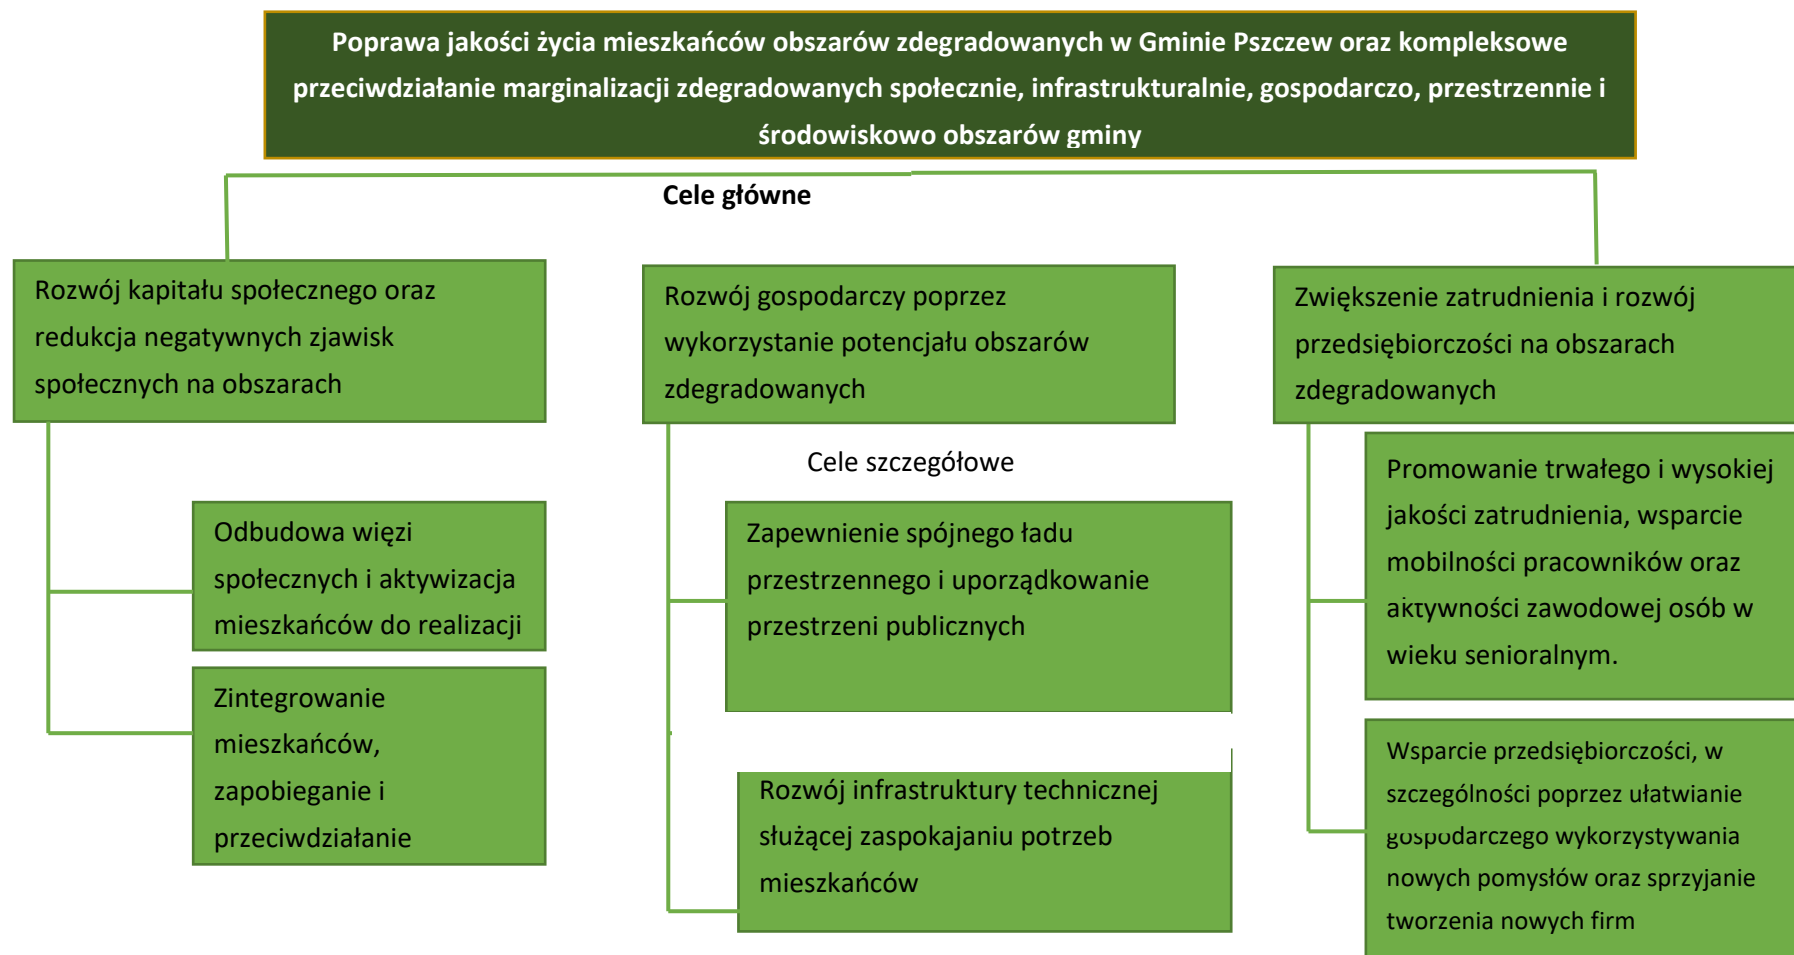 Poprawa jakości życia mieszkańców obszarów zdegradowanych w Gminie Pszczew oraz kompleksowe
przeciwdziałanie marginalizacji zdegradowanych społecznie, infrastrukturalnie, gospodarczo, przestrzennie i
środowiskowo obszarów gminy
Cele główne
Rozwój kapitału społecznego oraz
redukcja negatywnych zjawisk
społecznych na obszarach
Rozwój gospodarczy poprzez
wykorzystanie potencjału obszarów
zdegradowanych
Zwiększenie zatrudnienia i rozwój
przedsiębiorczości na obszarach
zdegradowanych
Cele szczegółowe
Odbudowa więzi
społecznych i aktywizacja
mieszkańców do realizacji
Zintegrowanie
mieszkańców,
zapobieganie i
przeciwdziałanie
Zapewnienie spójnego ładu
przestrzennego i uporządkowanie
przestrzeni publicznych
Rozwój infrastruktury technicznej
służącej zaspokajaniu potrzeb
mieszkańców
Promowanie trwałego i wysokiej
jakości zatrudnienia, wsparcie
mobilności pracowników oraz
aktywności zawodowej osób w
wieku senioralnym.
Wsparcie przedsiębiorczości, w
szczególności poprzez ułatwianie
gospodarczego wykorzystywania
nowych pomysłów oraz sprzyjanie
tworzenia nowych firm